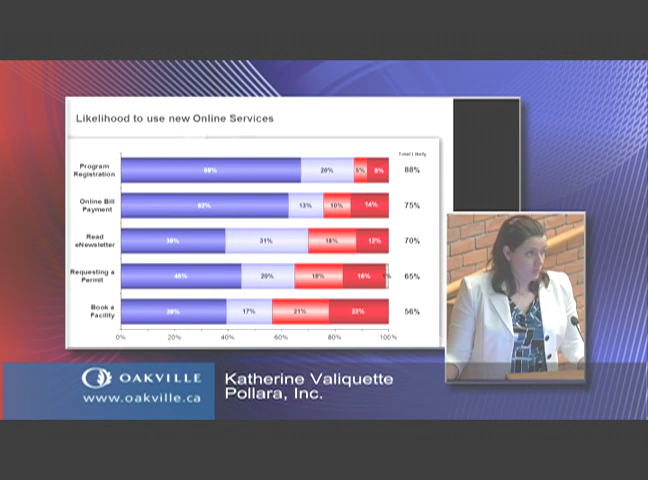 Likelihood to use new Online Services
Total Likely
Program
Registration
20%
5%
8%
88%
Online Bill
Payment
62%
13%
10%
14%
75%
Read
eNewsletter
39%
31%
18%
12%
70%
Requesting a
Permit
45%
20%
18%
16%
65%
Book a
Facility
39%
17%
21%
22%
56%
0%
20%
40%
60%
80%
100%
OAKVILLE
www.oakville.ca
Katherine Valiquette
Pollara, Inc.